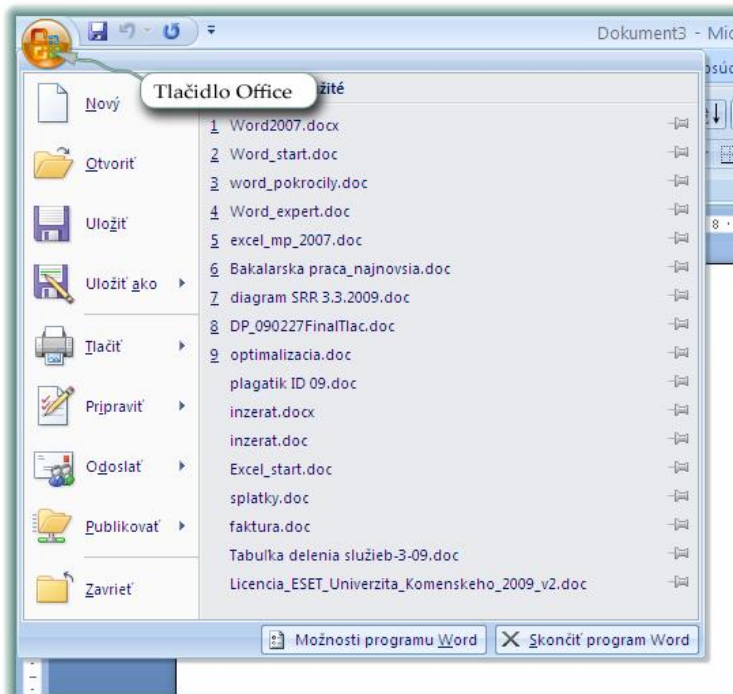 Dokument3 - Mic
Tlačidlo Office
žité
Nový
Otvoriť
Uložiť
Uložiť ako
Tlačiť
Pripraviť
Odoslať
Publikovať
Zavrieť
1 Word2007.docx
2 Word_start.doc
3 word_pokrocily.doc
4 Word_expert.doc
5 excel_mp_2007.doc
6 Bakalarska praca_najnovsia.doc
7 diagram SRR 3.3.2009.doc
8 DP_090227FinalTlac.doc
9 optimalizacia.doc
plagatik ID 09.doc
inzerat.docx
inzerat.doc
Excel_start.doc
splatky.doc
faktura.doc
Tabuľka delenia služieb-3-09.doc
Licencia_ESET_Univerzita_Komenskeho_2009_v2.doc
8
Možnosti programu Word
Skončiť program Word